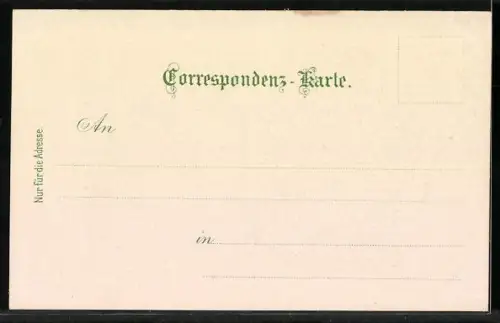 Correspondenz-Karte.
An
Nur für die Adresse.
in